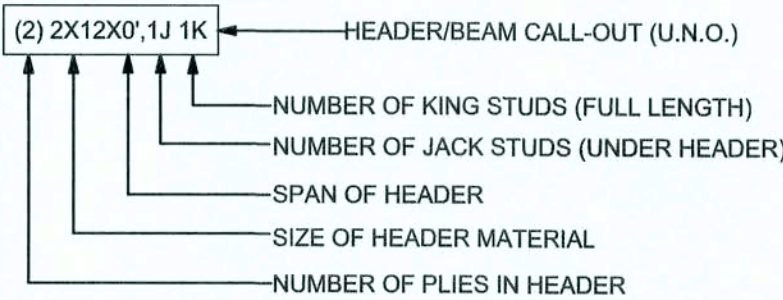 (2) 2X12X0',1J 1K
HEADER/BEAM CALL-OUT (U.N.O.)
NUMBER OF KING STUDS (FULL LENGTH)
NUMBER OF JACK STUDS (UNDER HEADER)
SPAN OF HEADER
SIZE OF HEADER MATERIAL
NUMBER OF PLIES IN HEADER